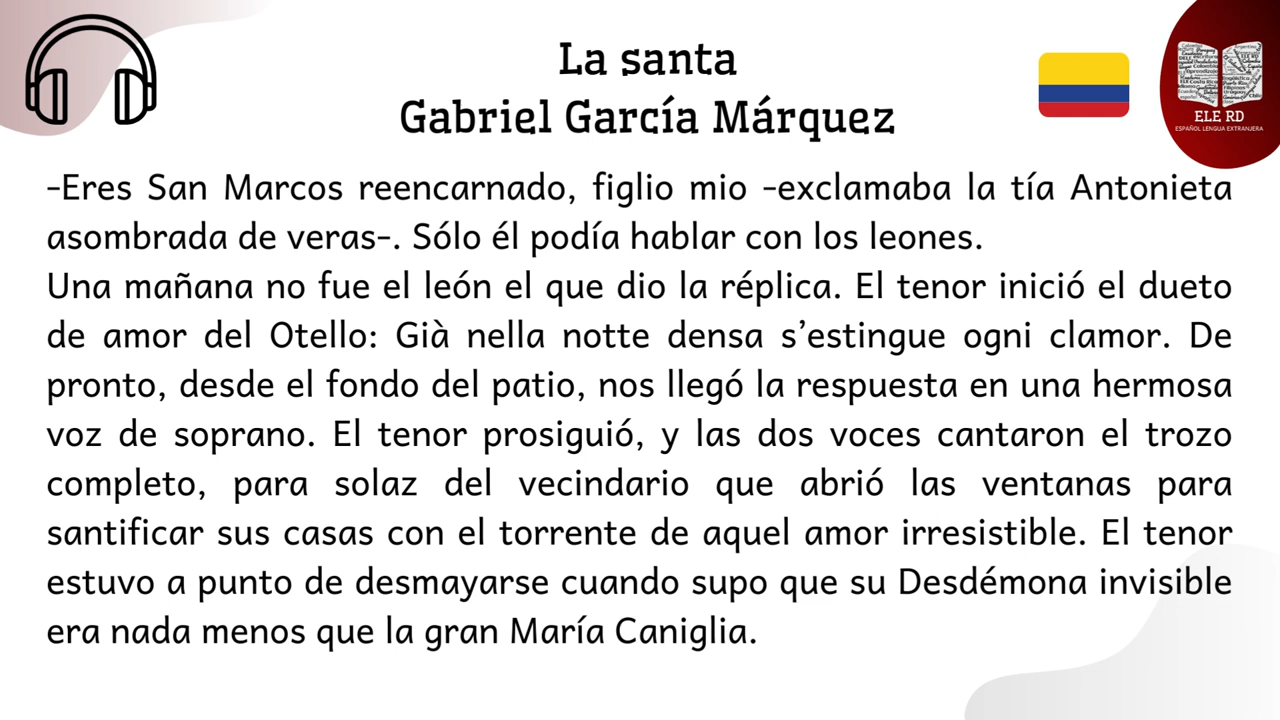 La santa
Gabriel García Márquez
ELE RD
ESPAÑOL LENGUA EXTRANJERA
-Eres San Marcos reencarnado, figlio mio -exclamaba la tía Antonieta
asombrada de veras-. Sólo él podía hablar con los leones.
Una mañana no fue el león el que dio la réplica. El tenor inició el dueto
de amor del Otello: Già nella notte densa s’estingue ogni clamor. De
pronto, desde el fondo del patio, nos llegó la respuesta en una hermosa
voz de soprano. El tenor prosiguió, y las dos voces cantaron el trozo
completo, para solaz del vecindario que abrió las ventanas para
santificar sus casas con el torrente de aquel amor irresistible. El tenor
estuvo a punto de desmayarse cuando supo que su Desdémona invisible
era nada menos que la gran María Caniglia.